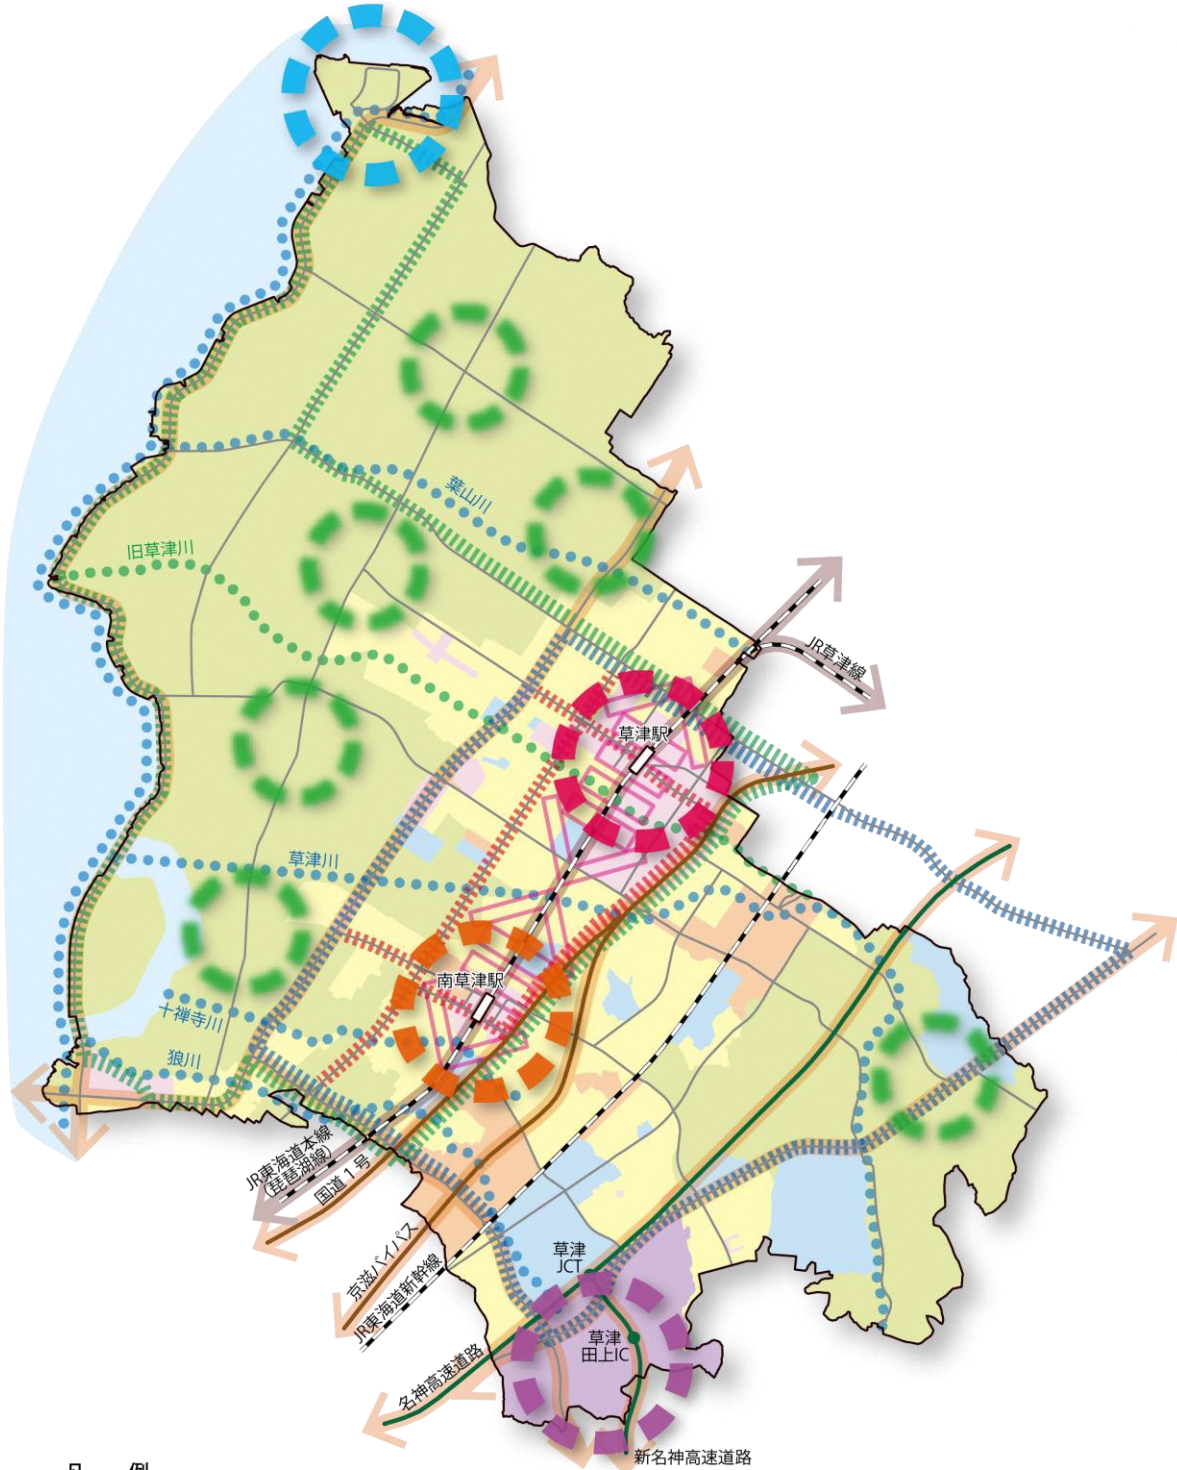 葉山川
旧草津川
JR草津線
草津駅
草津川
南草津駅
十禅寺川
狼川
JR東海道本線
(琵琶湖線)
国道1号
京滋バイパス
JR東海道新幹線
草津
JCT
草津
田上IC
名神高速道路
新名神高速道路
凡 例